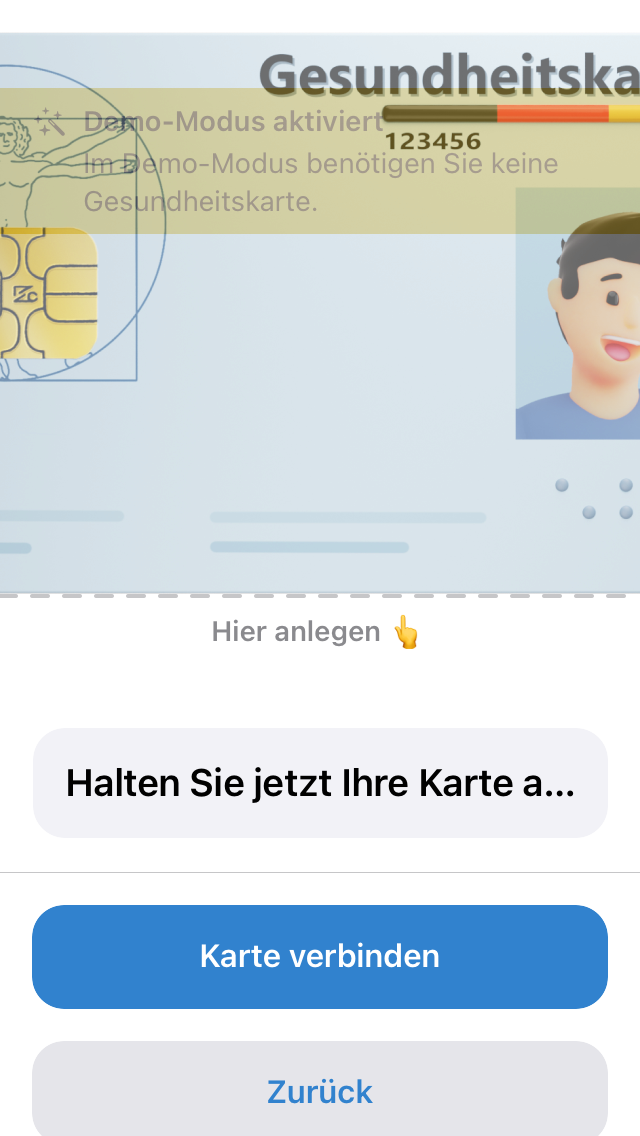 Gesundheitska
Demo-Modus aktiviert
123456
Im Demo-Modus benötigen Sie keine
Gesundheitskarte.
Hier anlegen 👆
Halten Sie jetzt Ihre Karte a...
Karte verbinden
Zurück